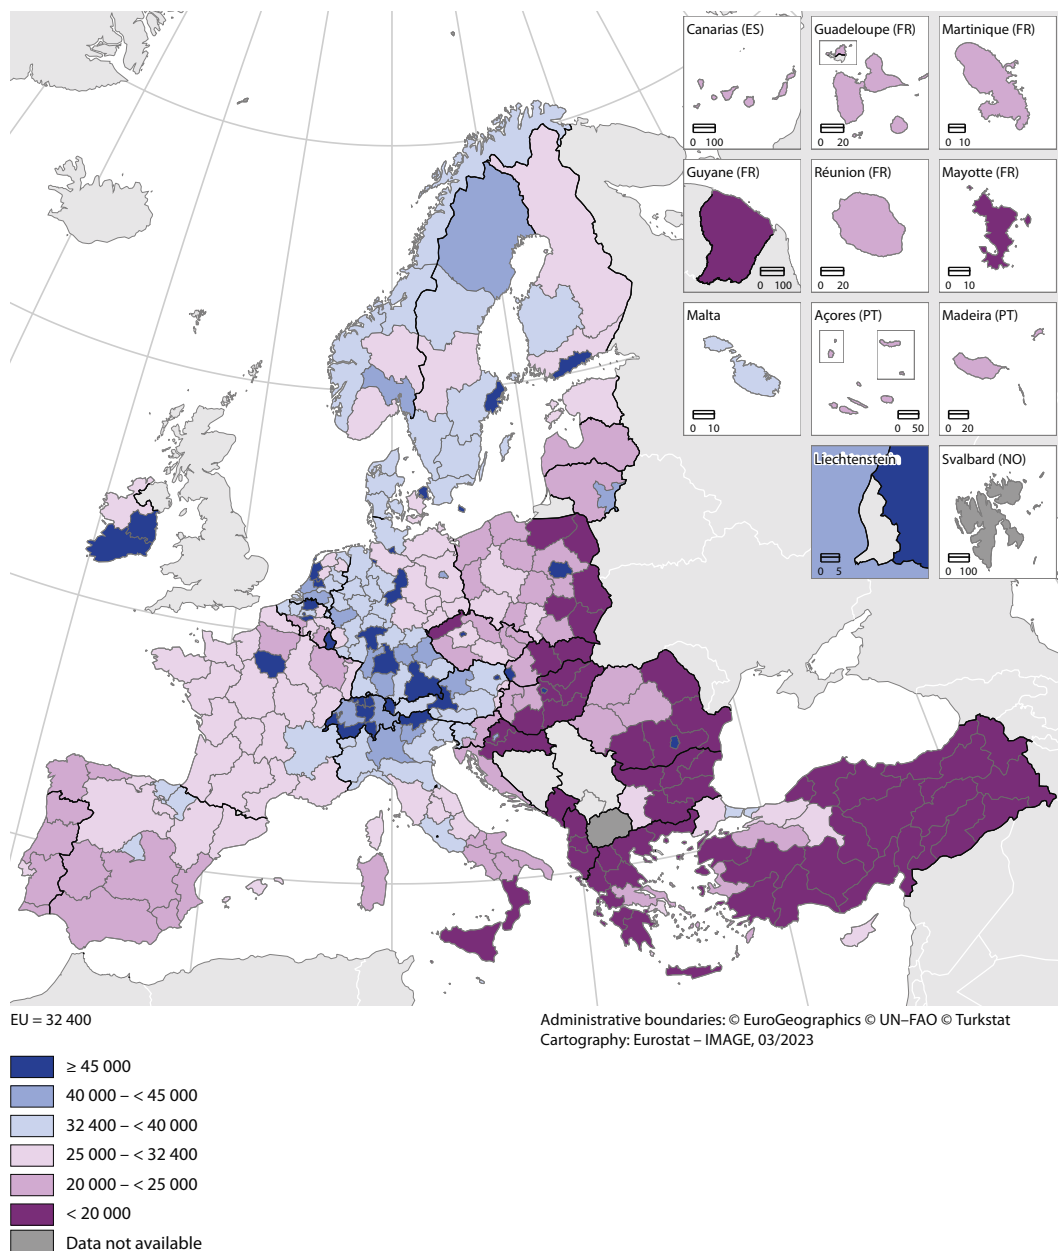 Canarias (ES)
0 100
Guadeloupe (FR)
0 20
Martinique (FR)
0 10
Guyane (FR)
0 100
Réunion (FR)
0 20
Mayotte (FR)
0 10
Malta
0 10
Açores (PT)
0 50
Madeira (PT)
0 20
Liechtenstein
0 5
Svalbard (NO)
0 100
EU = 32 400
Administrative boundaries: © EuroGeographics © UN–FAO © Turkstat
Cartography: Eurostat – IMAGE, 03/2023
≥ 45 000
40 000 – < 45 000
32 400 – < 40 000
25 000 – < 32 400
20 000 – < 25 000
< 20 000
Data not available